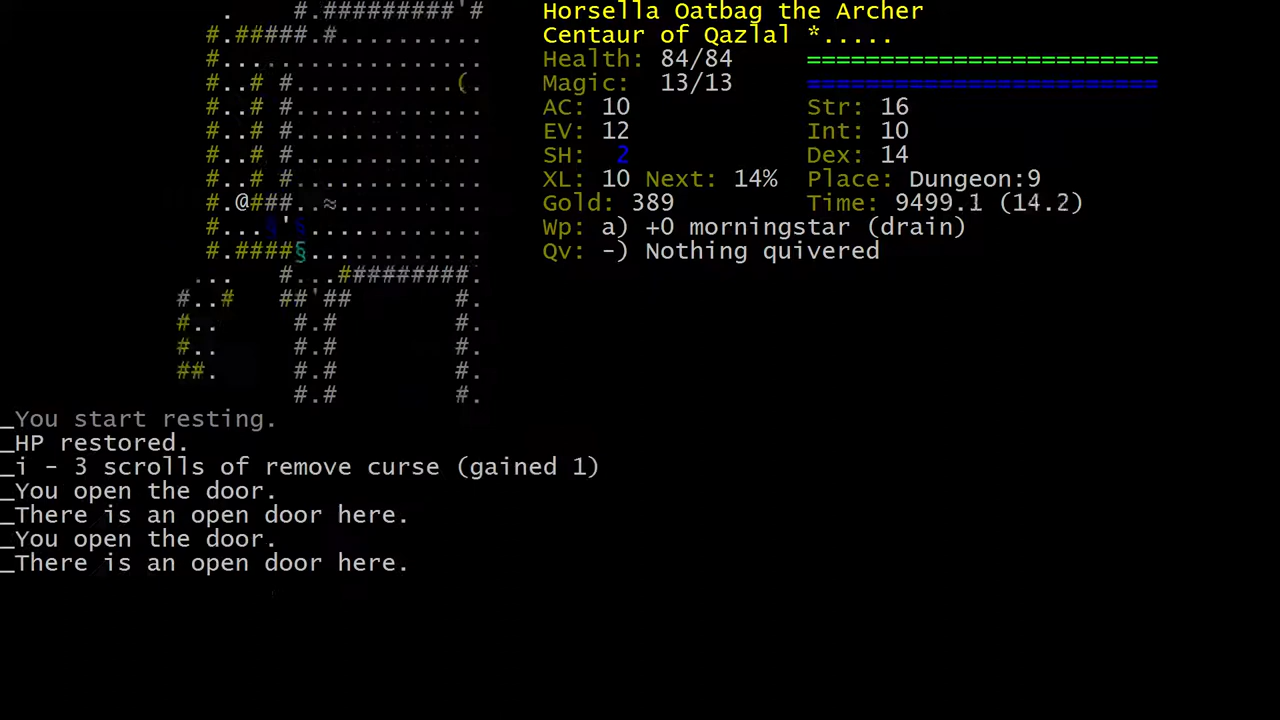 Horsella Oatbag the Archer
Centaur of Qazlal *.....
Health: 84/84 ========================
Magic: 13/13 ========================
AC: 10 Str: 16
EV: 12 Int: 10
SH: 2 Dex: 14
XL: 10 Next: 14% Place: Dungeon:9
Gold: 389 Time: 9499.1 (14.2)
Wp: a) +0 morningstar (drain)
Qv: -) Nothing quivered
_You start resting.
_HP restored.
_i - 3 scrolls of remove curse (gained 1)
_You open the door.
_There is an open door here.
_You open the door.
_There is an open door here.